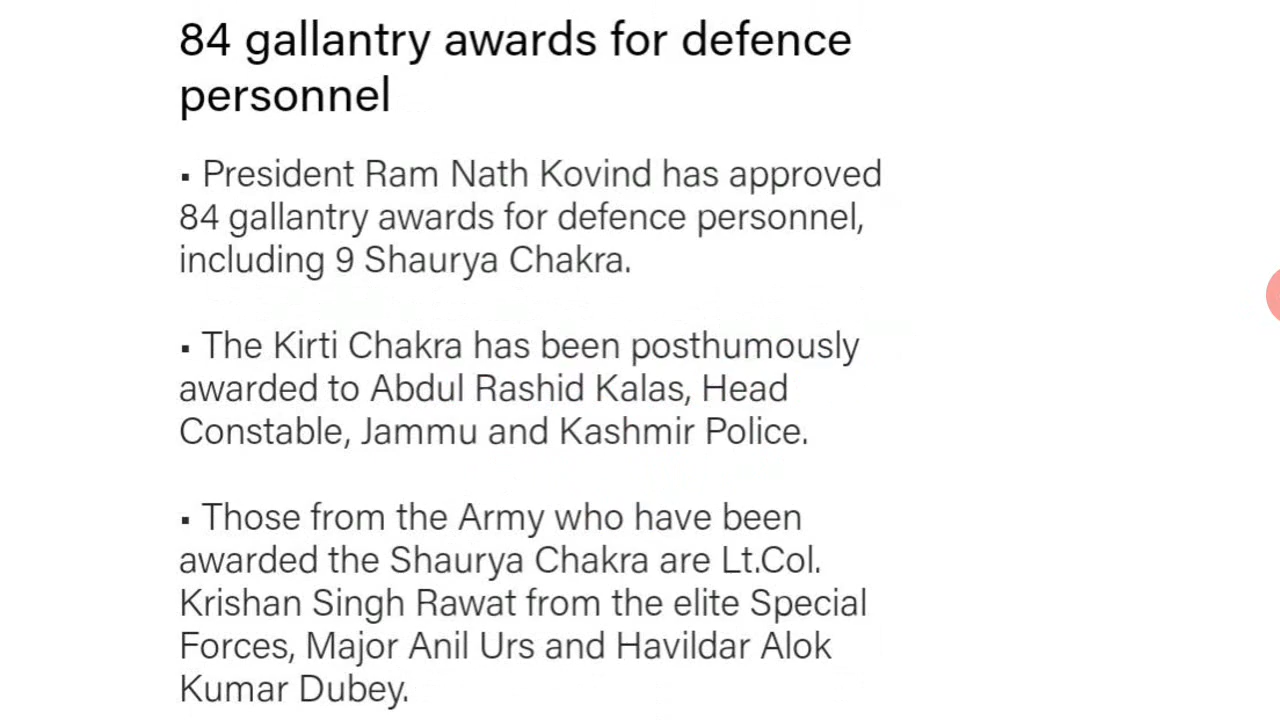 84 gallantry awards for defence
personnel
▪ President Ram Nath Kovind has approved
84 gallantry awards for defence personnel,
including 9 Shaurya Chakra.
▪ The Kirti Chakra has been posthumously
awarded to Abdul Rashid Kalas, Head
Constable, Jammu and Kashmir Police.
▪ Those from the Army who have been
awarded the Shaurya Chakra are Lt.Col.
Krishan Singh Rawat from the elite Special
Forces, Major Anil Urs and Havildar Alok
Kumar Dubey.